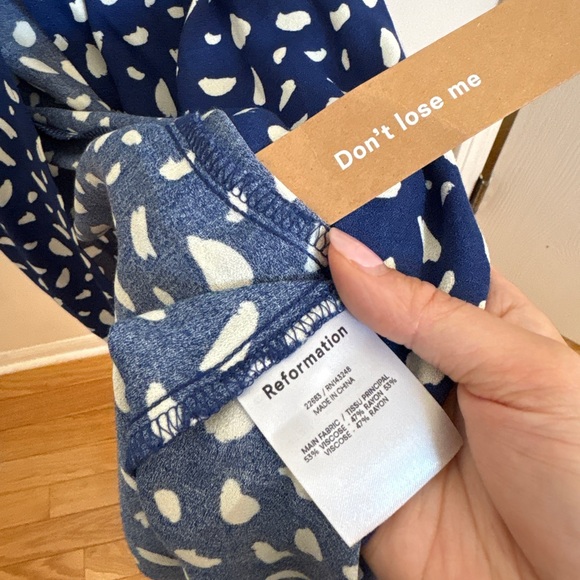 Don't lose me
Reformation
22683 / RN143248
MADE IN CHINA
MAIN FABRIC / TISSU PRINCIPAL
53% VISCOSE - 47% RAYON 53%
VISCOSE - 47% RAYON